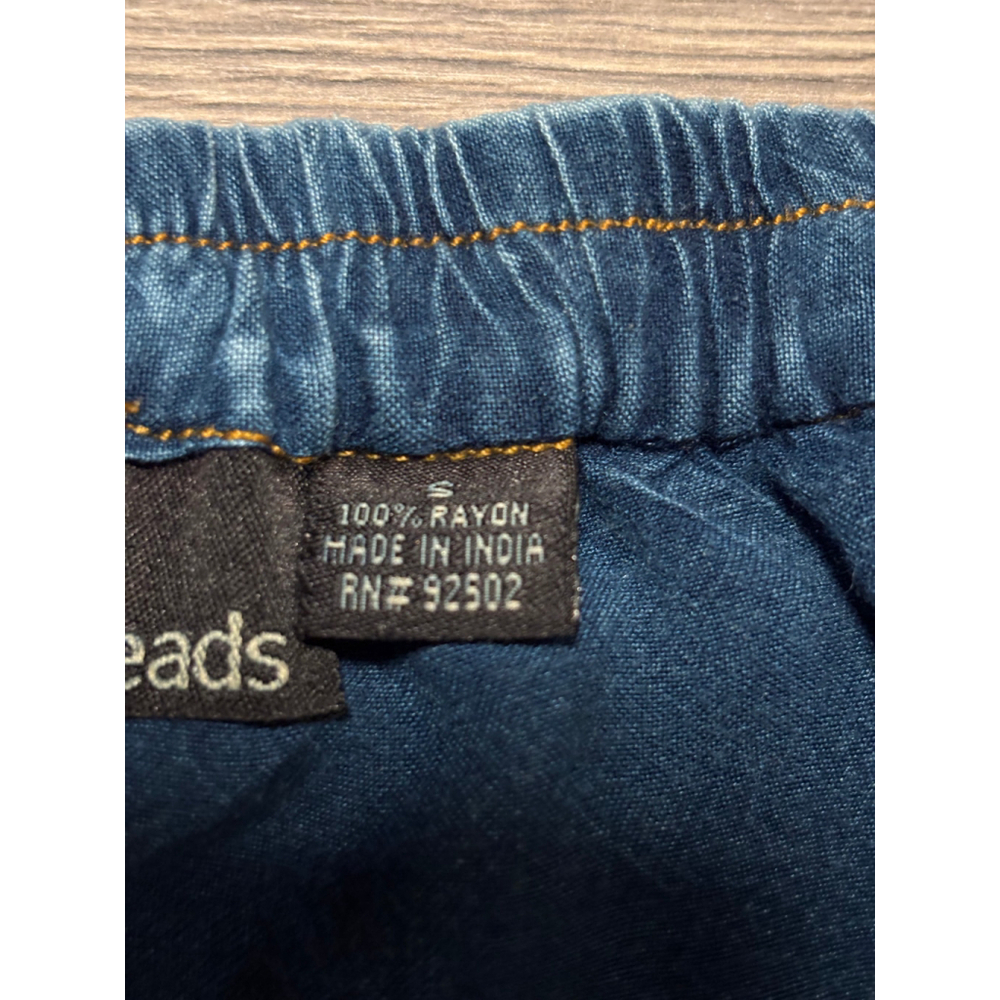 S
100% RAYON
MADE IN INDIA
RN# 92502
eads